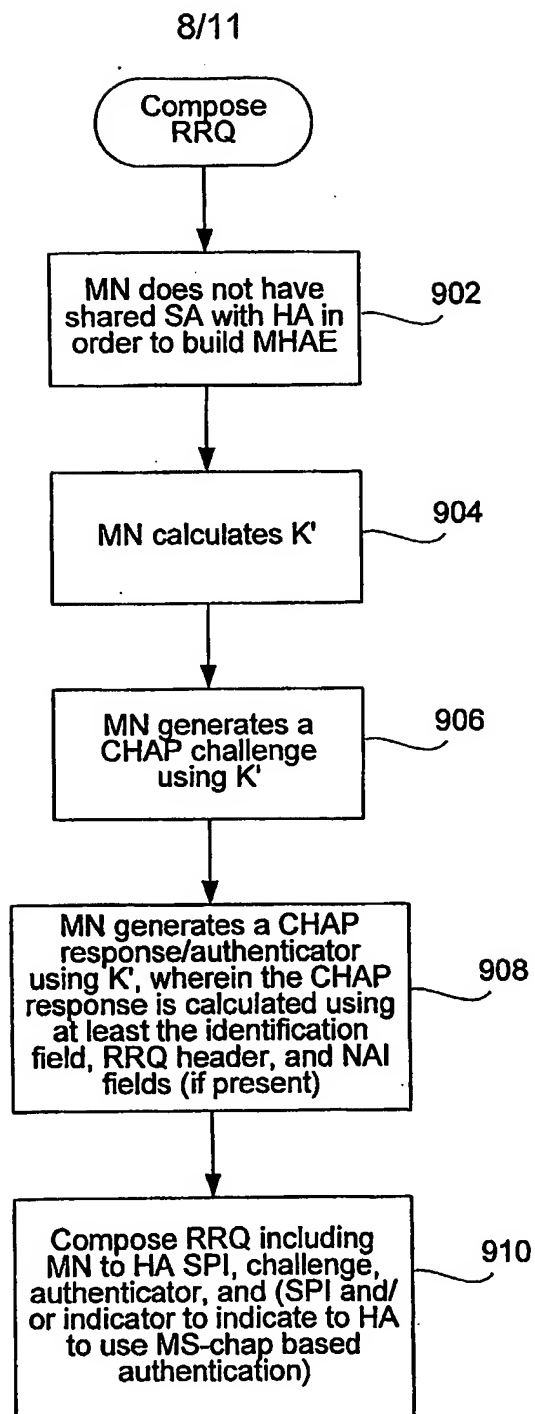 8/11
Compose
RRQ
MN does not have
shared SA with HA in
order to build MHAE
902
MN calculates K'
904
MN generates a
CHAP challenge
using K'
906
MN generates a CHAP
response/authenticator
using K', wherein the CHAP
response is calculated using
at least the identification
field, RRQ header, and NAI
fields (if present)
908
Compose RRQ including
MN to HA SPI, challenge,
authenticator, and (SPI and/
or indicator to indicate to HA
to use MS-chap based
authentication)
910